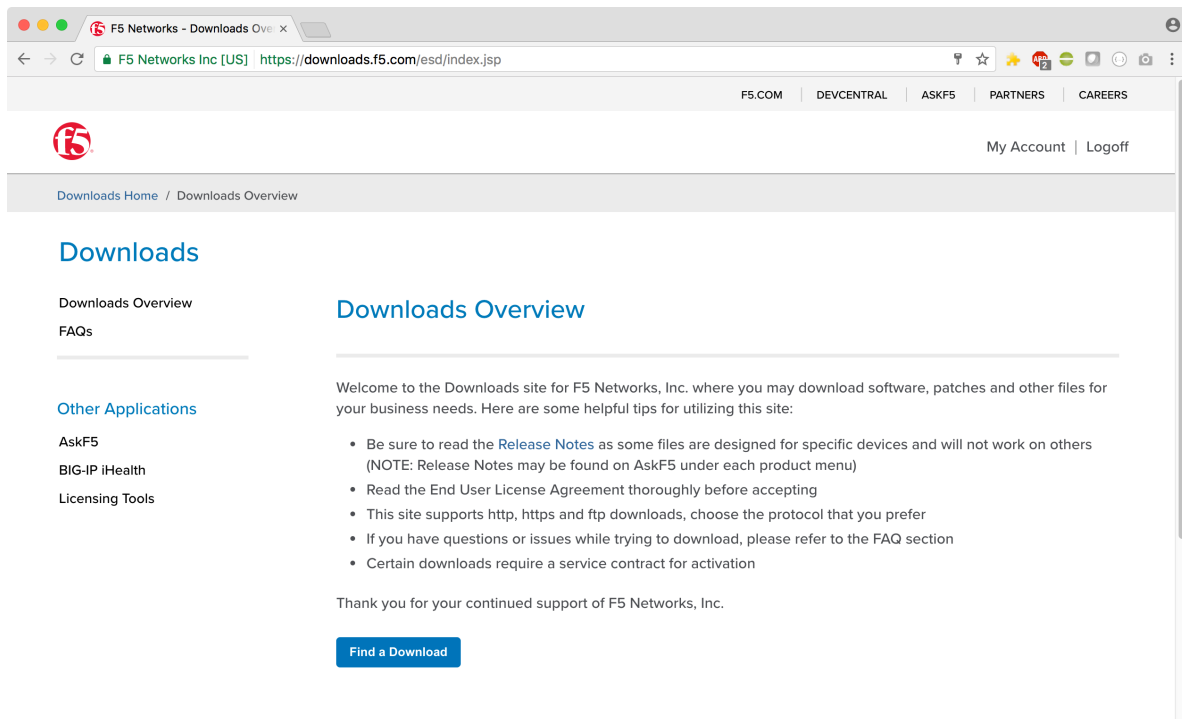 F5 Networks - Downloads Ove
F5 Networks Inc [US] https://downloads.f5.com/esd/index.jsp
ABP
2
F5.COM DEVCENTRAL ASKF5 PARTNERS CAREERS
f5
My Account | Logoff
Downloads Home / Downloads Overview
Downloads
Downloads Overview
FAQs
Other Applications
AskF5
BIG-IP iHealth
Licensing Tools
Downloads Overview
Welcome to the Downloads site for F5 Networks, Inc. where you may download software, patches and other files for
your business needs. Here are some helpful tips for utilizing this site:
• Be sure to read the Release Notes as some files are designed for specific devices and will not work on others
(NOTE: Release Notes may be found on AskF5 under each product menu)
• Read the End User License Agreement thoroughly before accepting
• This site supports http, https and ftp downloads, choose the protocol that you prefer
• If you have questions or issues while trying to download, please refer to the FAQ section
• Certain downloads require a service contract for activation
Thank you for your continued support of F5 Networks, Inc.
Find a Download